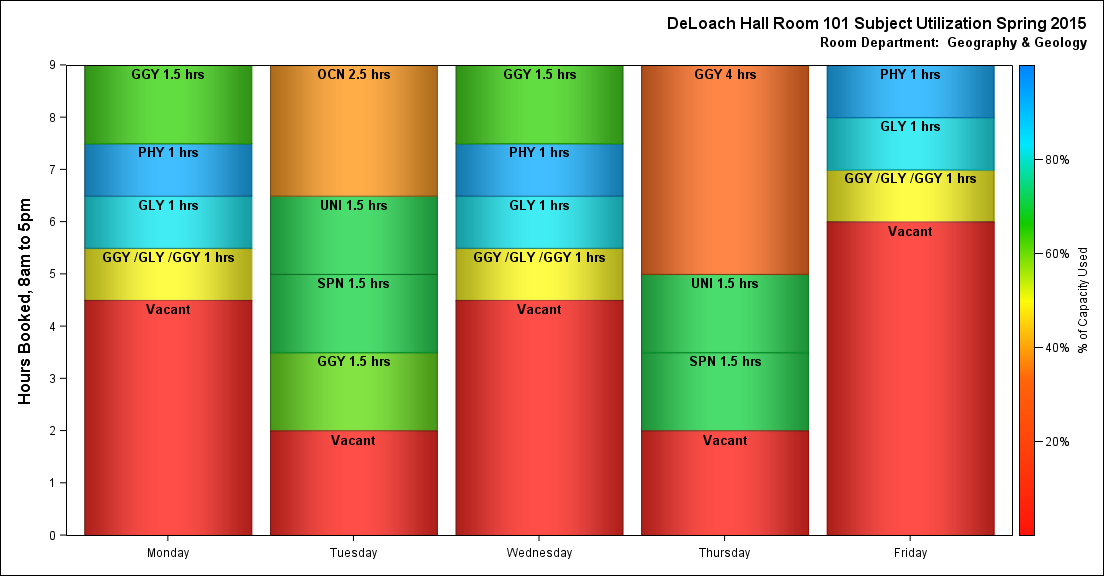 DeLoach Hall Room 101 Subject Utilization Spring 2015
Room Department: Geography & Geology
Hours Booked, 8am to 5pm
9
8
7
6
5
4
3
2
1
0
GGY 1.5 hrs
PHY 1 hrs
GLY 1 hrs
GGY /GLY /GGY 1 hrs
Vacant
Monday
OCN 2.5 hrs
UNI 1.5 hrs
SPN 1.5 hrs
GGY 1.5 hrs
Vacant
Tuesday
GGY 1.5 hrs
PHY 1 hrs
GLY 1 hrs
GGY /GLY /GGY 1 hrs
Vacant
Wednesday
GGY 4 hrs
UNI 1.5 hrs
SPN 1.5 hrs
Vacant
Thursday
PHY 1 hrs
GLY 1 hrs
GGY /GLY /GGY 1 hrs
Vacant
Friday
80%
60%
40%
20%
% of Capacity Used